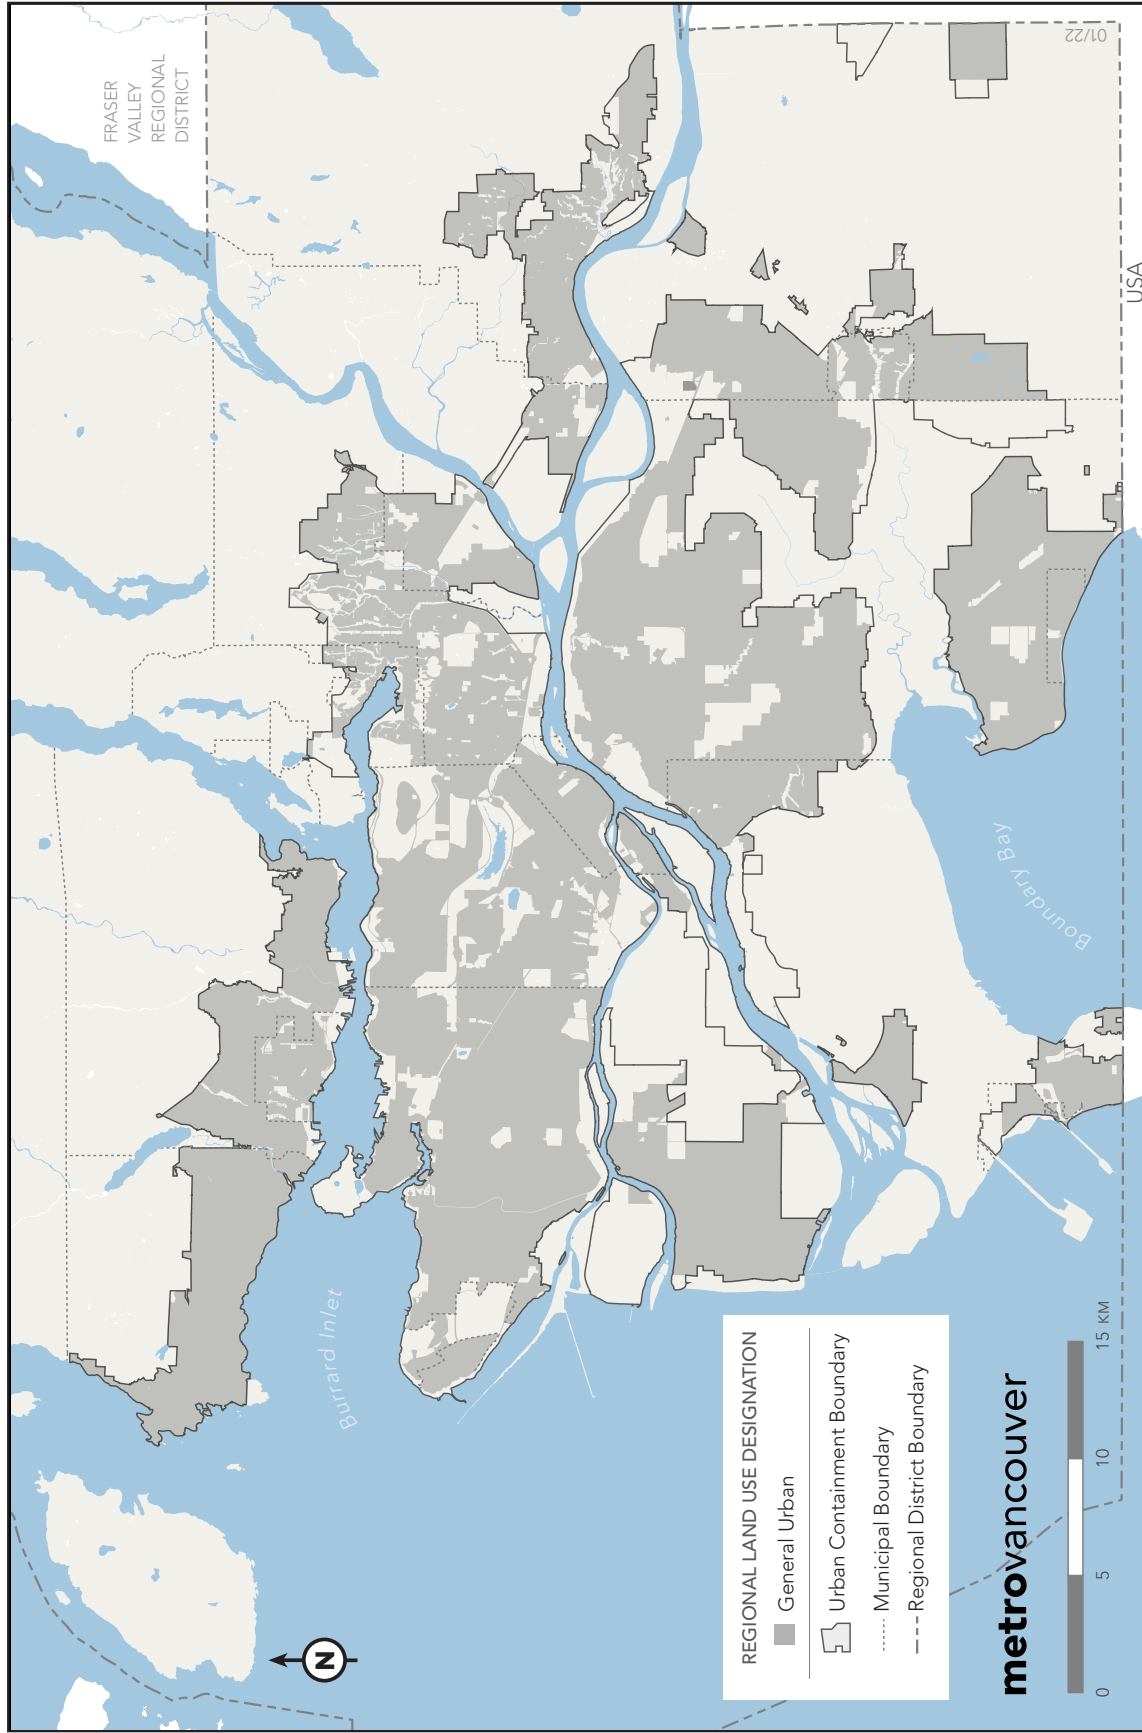 FRASER
VALLEY
REGIONAL
DISTRICT
01/22
USA
Burrard Inlet
Boundary Bay
N
REGIONAL LAND USE DESIGNATION
General Urban
Urban Containment Boundary
Municipal Boundary
Regional District Boundary
metrovancouver
0 5 10 15 KM